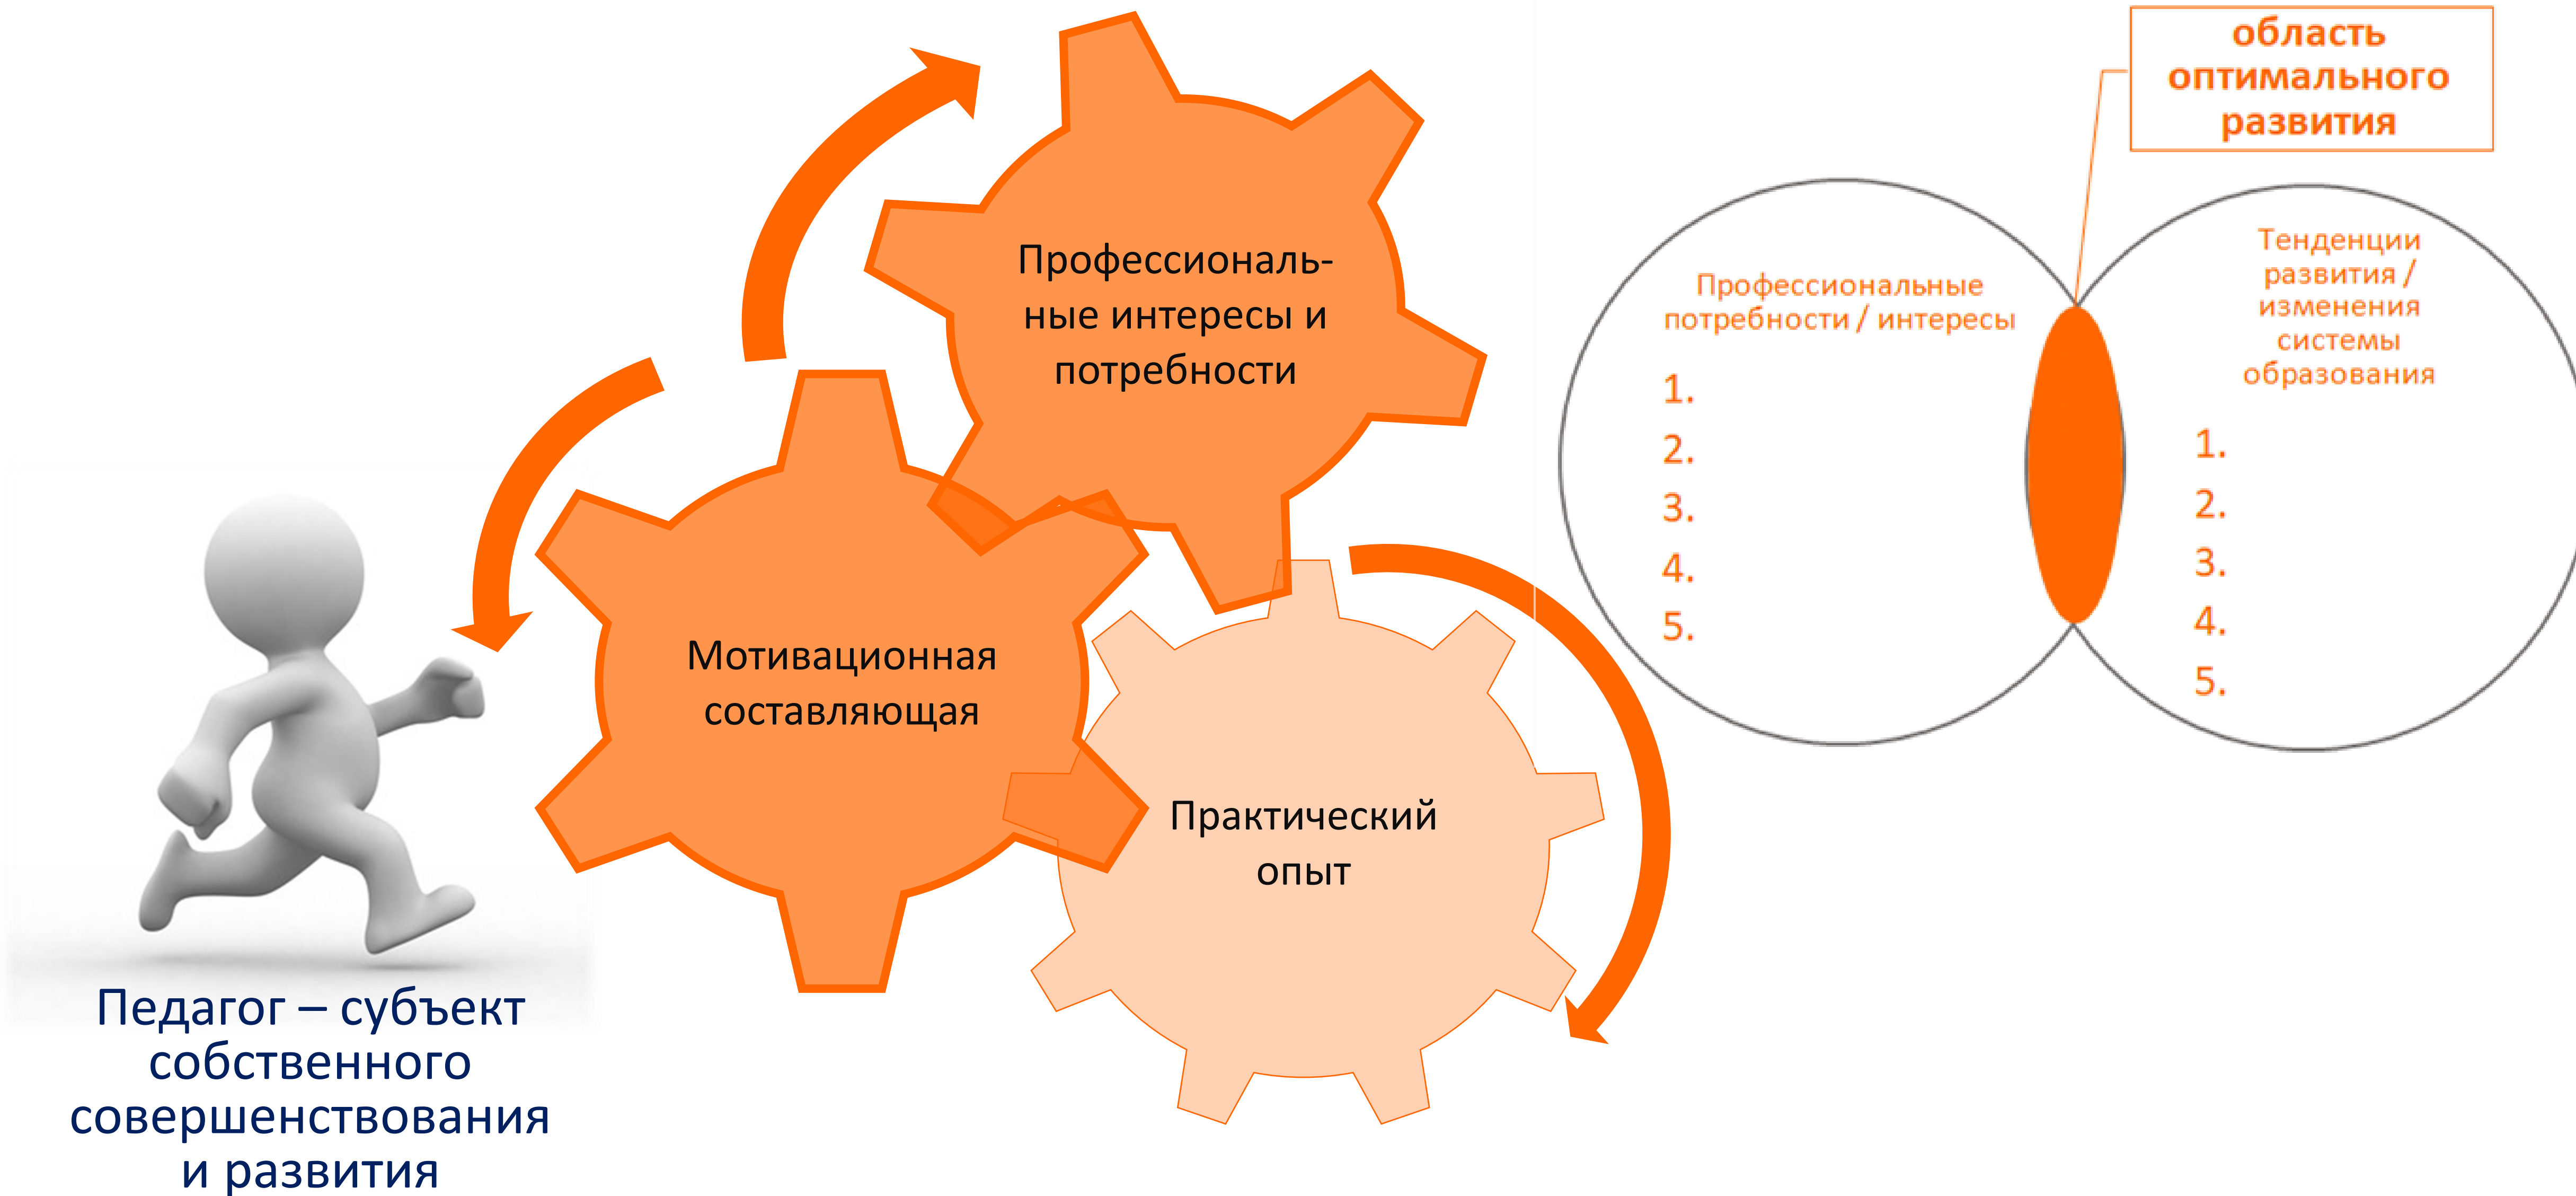 Педагог – субъект
собственного
совершенствования
и развития
Профессиональ-
ные интересы и
потребности
Мотивационная
составляющая
Практический
опыт
область
оптимального
развития
Профессиональные
потребности / интересы
1.
2.
3.
4.
5.
Тенденции
развития /
изменения
системы
образования
1.
2.
3.
4.
5.